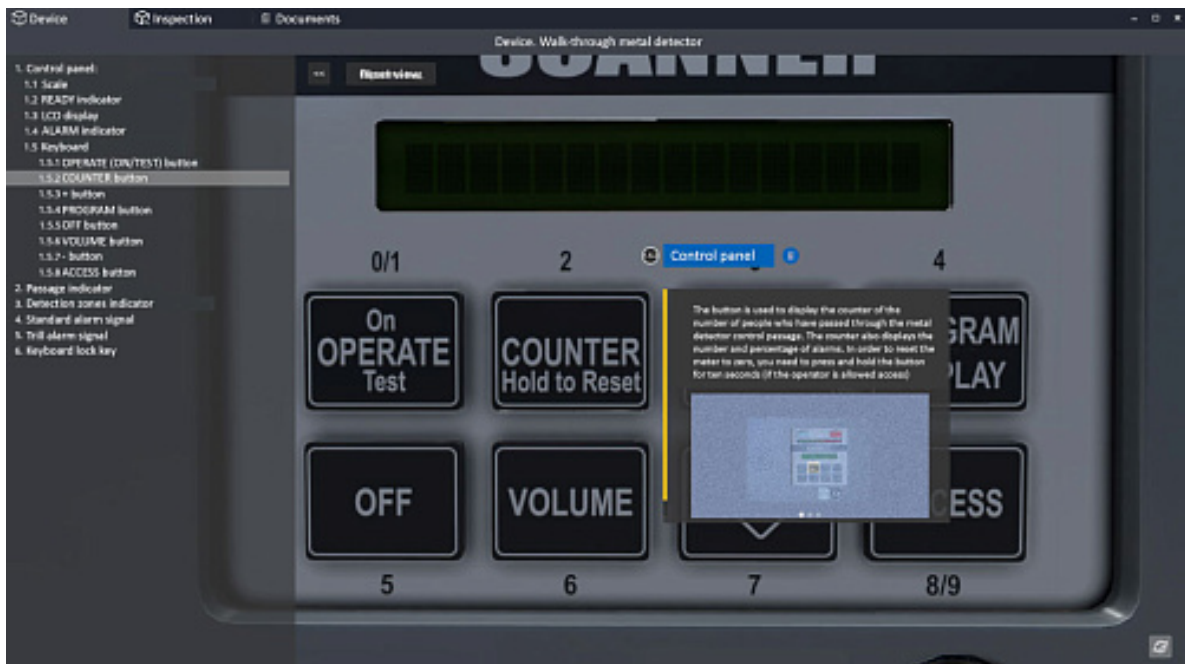 Device
Inspection
Documents
Device. Walk-through metal detector
1. Control panel:
1.1 Scale
1.2 READY indicator
1.3 LCD display
1.4 ALARM indicator
1.5 Keyboard
1.5.1 OPERATE (ON/TEST) button
1.5.2 COUNTER button
1.5.3 + button
1.5.4 PROGRAM button
1.5.5 OFF button
1.5.6 VOLUME button
1.5.7 - button
1.5.8 ACCESS button
2. Passage indicator
3. Detection zones indicator
4. Standard alarm signal
5. Trill alarm signal
6. Keyboard lock key
<<
Reset view
SCANNER
0/1
2
4
Control panel
On
OPERATE
Test
COUNTER
Hold to Reset
GRAM
LAY
The button is used to display the counter of the
number of people who have passed through the metal
detector control passage. The counter also displays the
number and percentage of alarms. In order to reset the
meter to zero, you need to press and hold the button
for ten seconds (if the operator is allowed access)
OFF
VOLUME
ESS
5
6
7
8/9